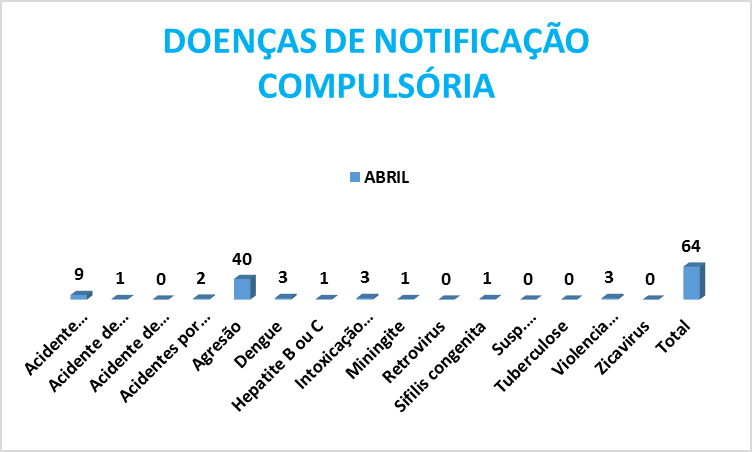 DOENÇAS DE NOTIFICAÇÃO
COMPULSÓRIA
ABRIL
9
1
0
2
40
3
1
3
1
0
1
0
0
3
0
64
Acidente...
Acidente de...
Acidente de...
Acidentes por...
Agresão
Dengue
Hepatite B ou C
Intoxicação...
Miningite
Retrovirus
Sifilis congenita
Susp....
Tuberculose
Violencia...
Zicavirus
Total